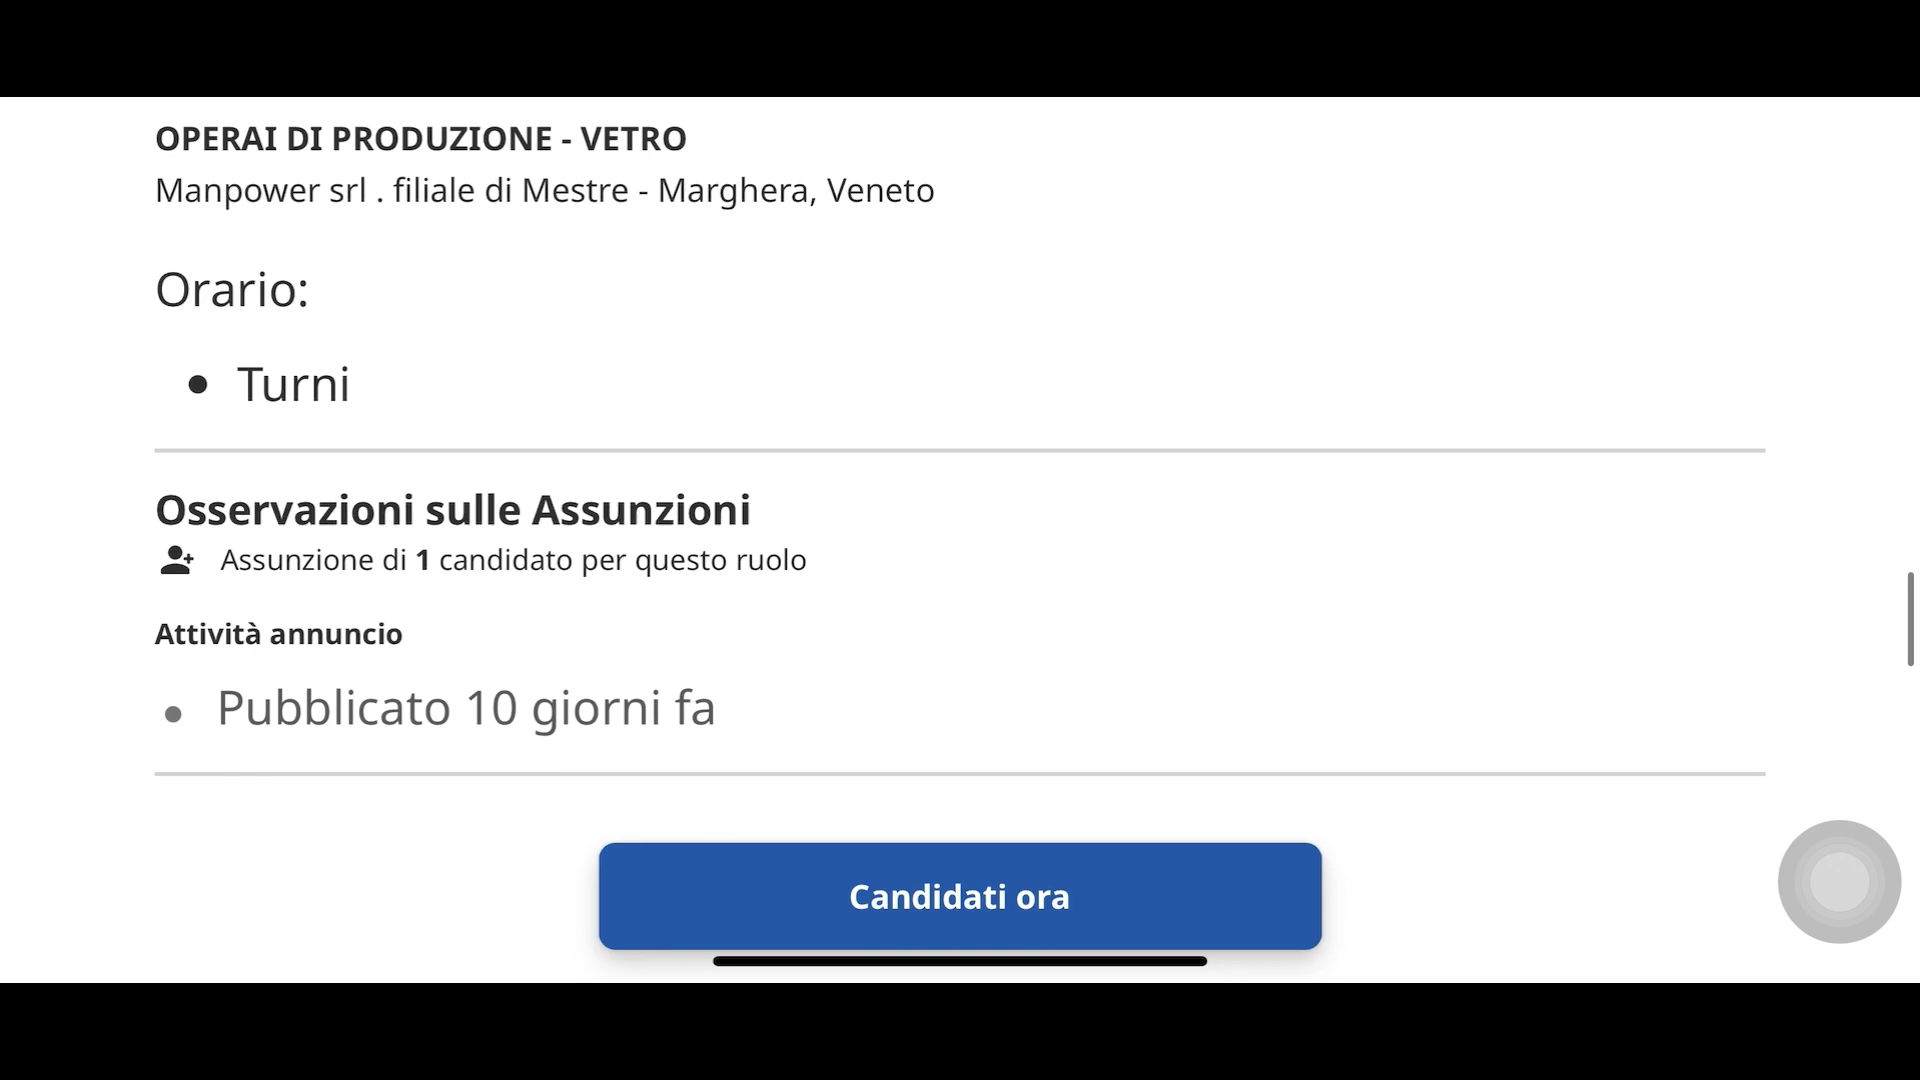 OPERAI DI PRODUZIONE - VETRO
Manpower srl . filiale di Mestre - Marghera, Veneto
Orario:
• Turni
Osservazioni sulle Assunzioni
Assunzione di 1 candidato per questo ruolo
Attività annuncio
• Pubblicato 10 giorni fa
Candidati ora